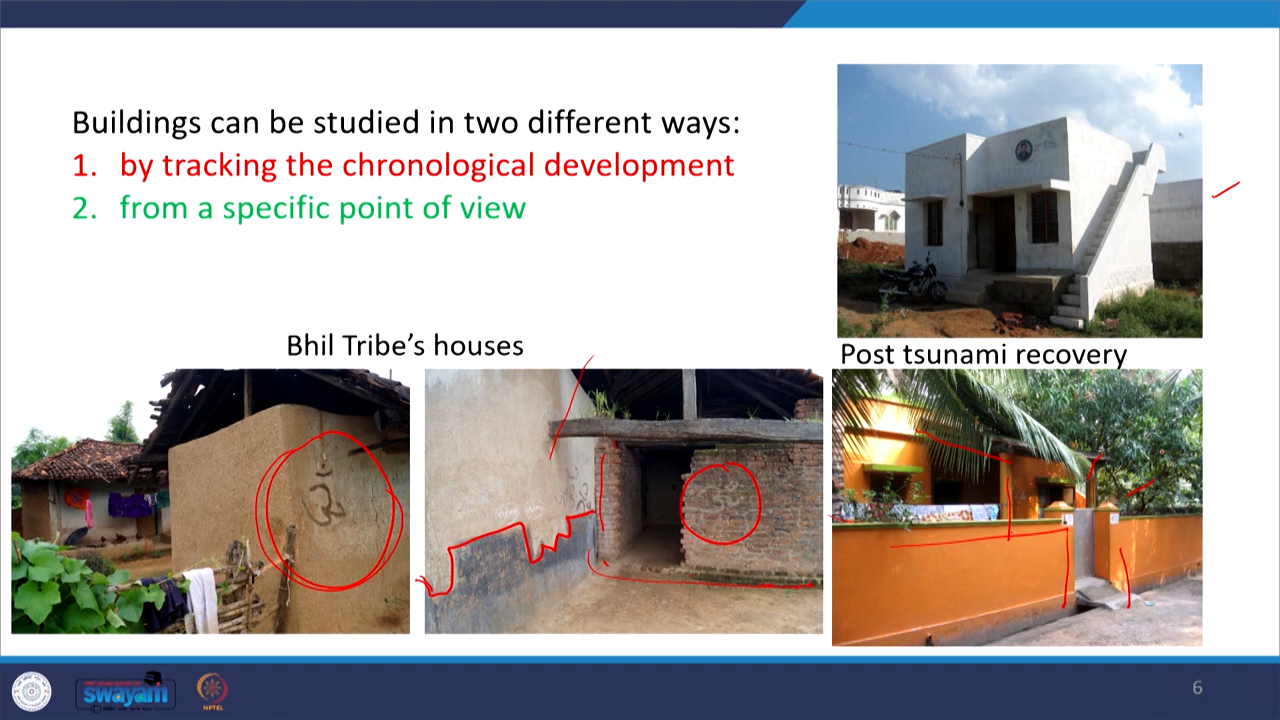 Buildings can be studied in two different ways:
1. by tracking the chronological development
2. from a specific point of view
Bhil Tribe’s houses
Post tsunami recovery
swayam
NPTEL
6